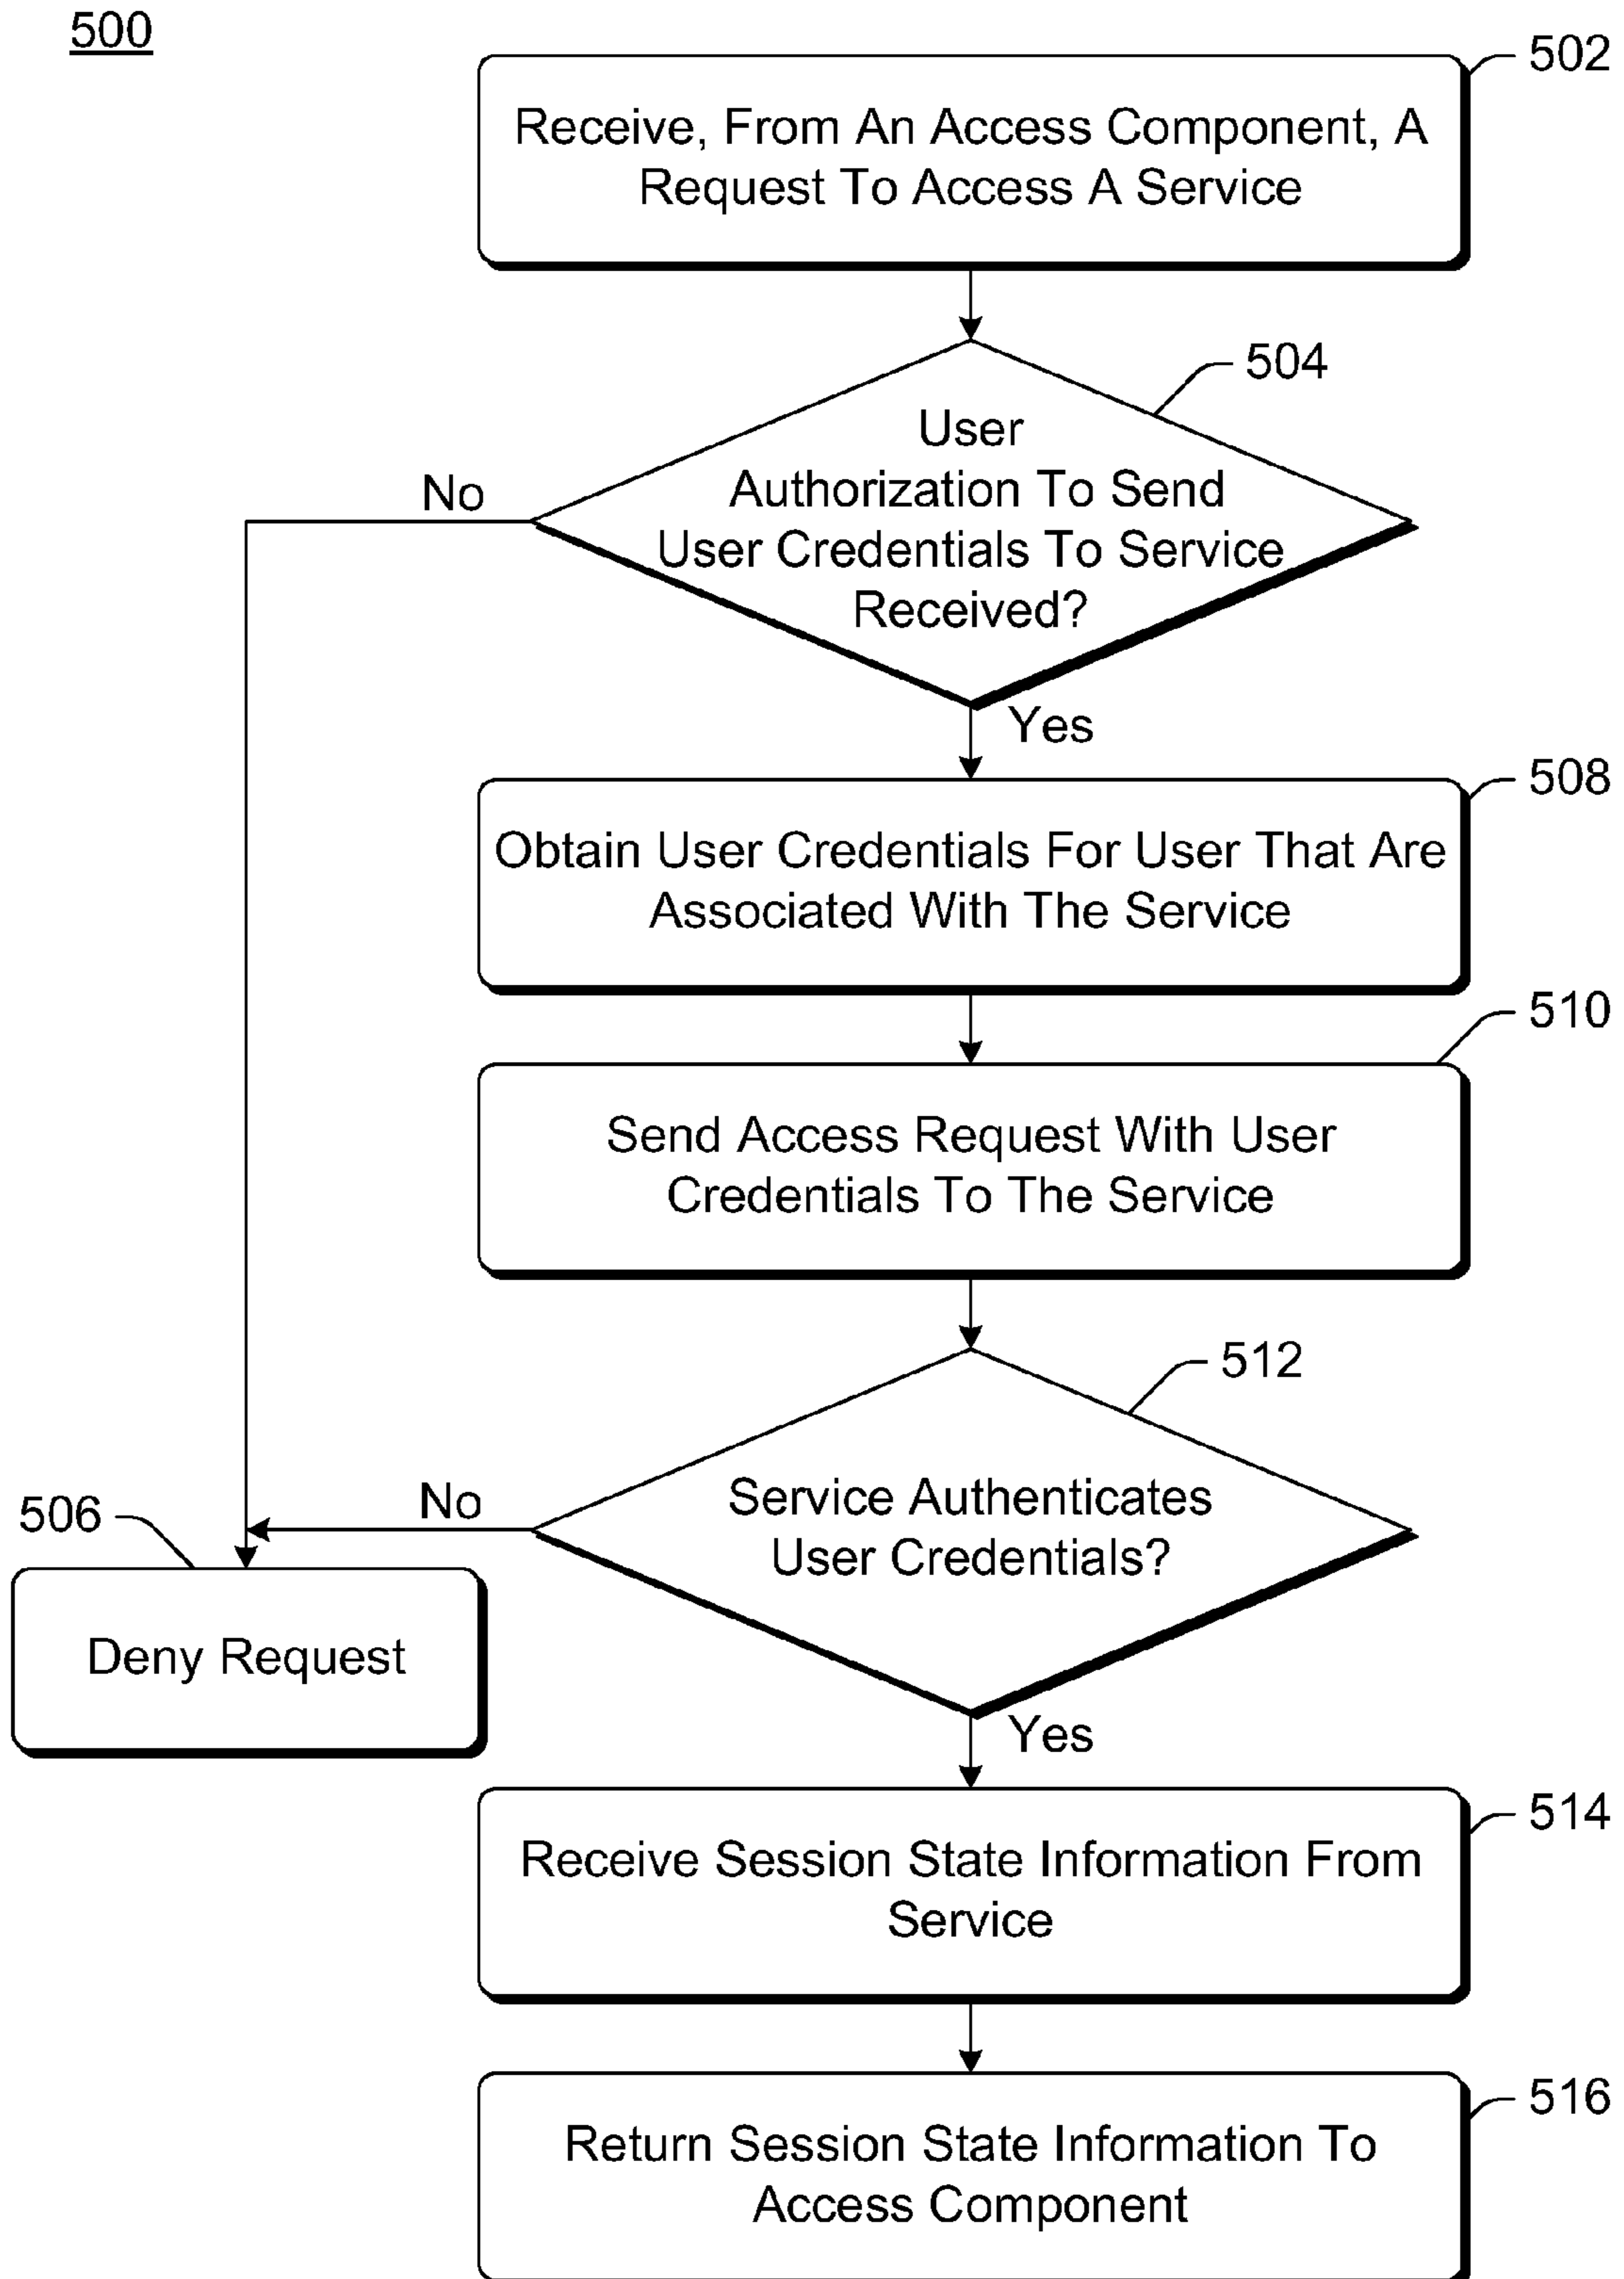 500
502
Receive, From An Access Component, A
Request To Access A Service
504
User
Authorization To Send
User Credentials To Service
Received?
No
Yes
508
Obtain User Credentials For User That Are
Associated With The Service
510
Send Access Request With User
Credentials To The Service
512
Service Authenticates
User Credentials?
No
506
Deny Request
Yes
514
Receive Session State Information From
Service
516
Return Session State Information To
Access Component